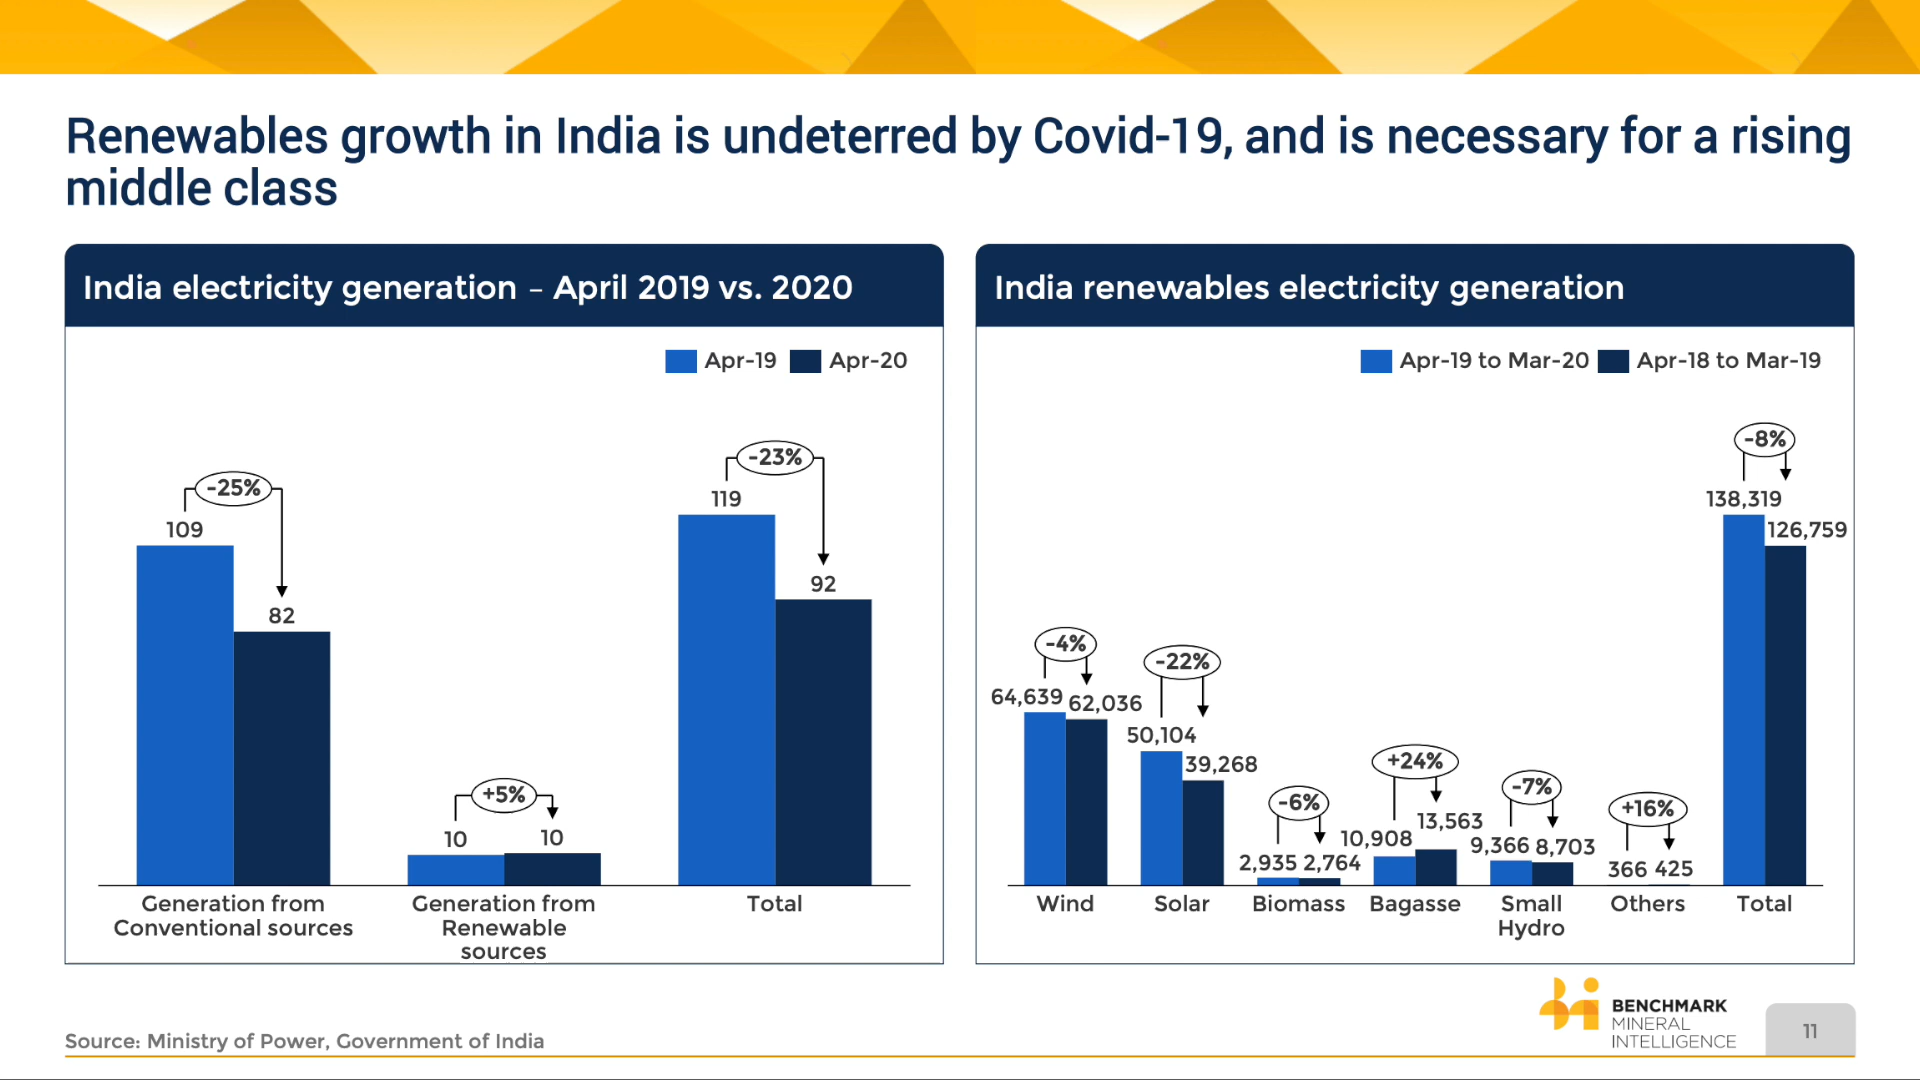 Renewables growth in India is undeterred by Covid-19, and is necessary for a rising
middle class
India electricity generation – April 2019 vs. 2020
Apr-19 Apr-20
-23%
119
-25%
109
92
82
+5%
10 10
Generation from
Conventional sources
Generation from
Renewable
sources
Total
India renewables electricity generation
Apr-19 to Mar-20 Apr-18 to Mar-19
-8%
138,319
126,759
-4%
64,639 62,036
-22%
50,104
39,268
-6%
2,935 2,764
+24%
10,908
13,563
-7%
9,366 8,703
+16%
366 425
Wind
Solar
Biomass
Bagasse
Small
Hydro
Others
Total
Source: Ministry of Power, Government of India
BENCHMARK
MINERAL
INTELLIGENCE
11